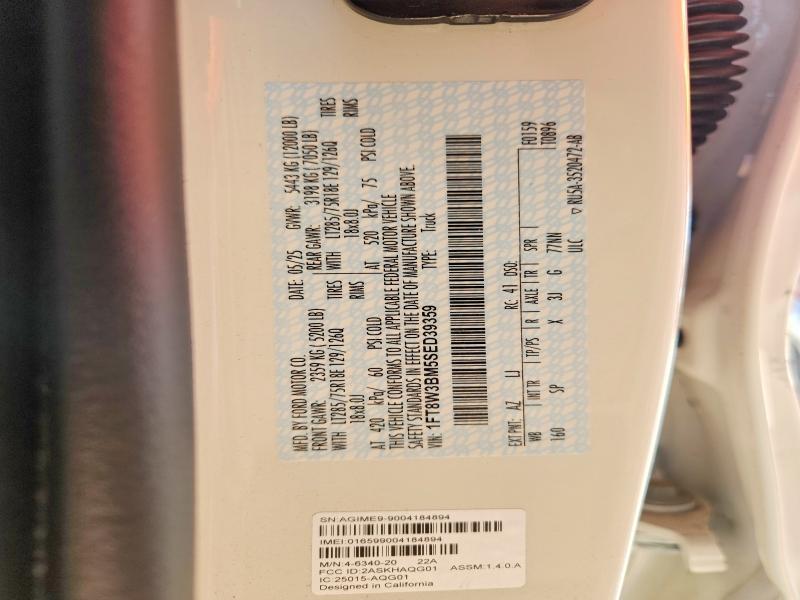 MFD. BY FORD MOTOR CO.
DATE: 05/25 GVWR: 5443 KG (12000 LB)
FRONT GAWR: 2359 KG (5200 LB)
REAR GAWR: 3198 KG (7050 LB)
WITH LT285/75R18E 129/126Q TIRES
WITH LT285/75R18E 129/126Q TIRES
18x8.0J RIMS
18x8.0J RIMS
AT 420 kPa/ 60 PSI COLD
AT 520 kPa/ 75 PSI COLD
THIS VEHICLE CONFORMS TO ALL APPLICABLE FEDERAL MOTOR VEHICLE
SAFETY STANDARDS IN EFFECT ON THE DATE OF MANUFACTURE SHOWN ABOVE.
VIN: 1FT8W3BM5SED39359 TYPE: Truck
EXT PNT: AZ LJ RC: 41 DSO: F0159
T0896
WB INT TR TP/PS R AXLE TR SPR
160 SP X 3J G 77NN
ULC ▽ RU5A-3520472-AB
SN:AGIME9-9004184894
IMEI:016599004184894
M/N:4-6340-20 22A
FCC ID:2ASKHAQG01 ASSM:1.4.0.A
IC:25015-AQG01
Designed in California